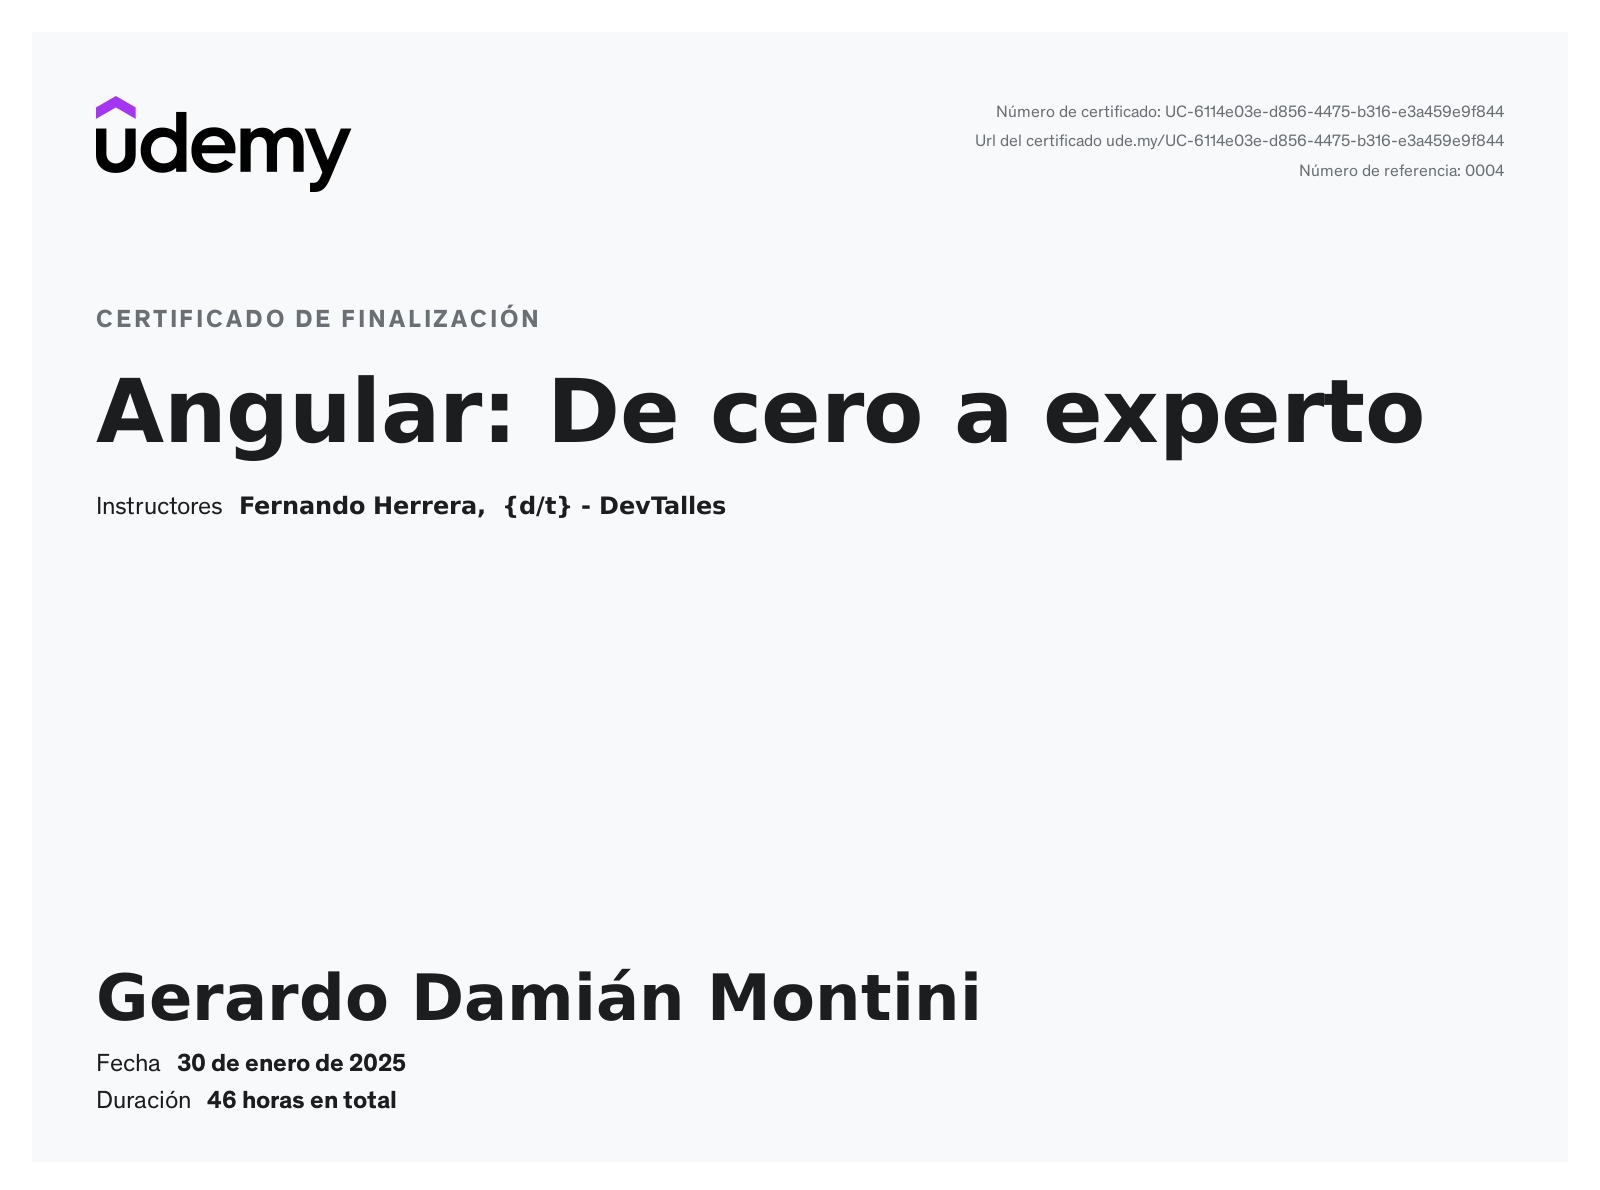 udemy
Número de certificado: UC-6114e03e-d856-4475-b316-e3a459e9f844
Url del certificado ude.my/UC-6114e03e-d856-4475-b316-e3a459e9f844
Número de referencia: 0004
CERTIFICADO DE FINALIZACIÓN
Angular: De cero a experto
Instructores Fernando Herrera, {d/t} - DevTalles
Gerardo Damián Montini
Fecha 30 de enero de 2025
Duración 46 horas en total